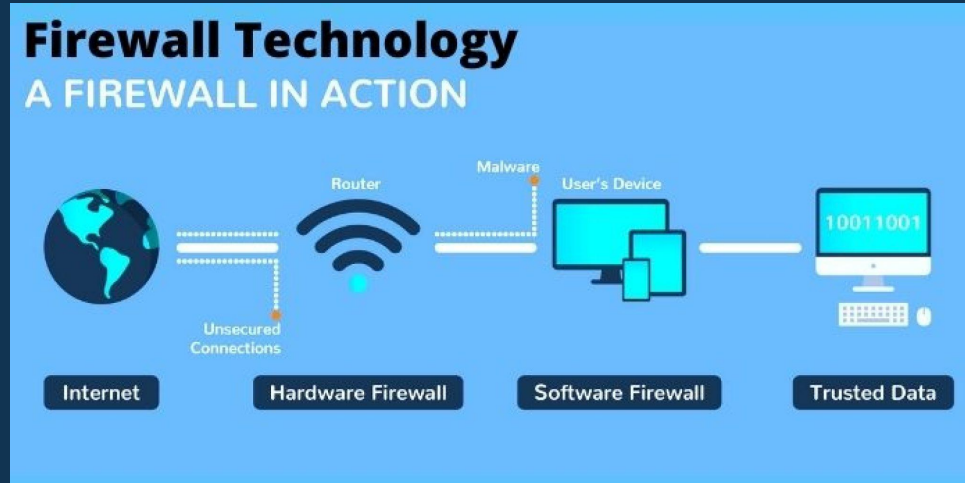 Firewall Technology
A FIREWALL IN ACTION
Malware
Router
User's Device
10011001
Unsecured
Connections
Internet
Hardware Firewall
Software Firewall
Trusted Data